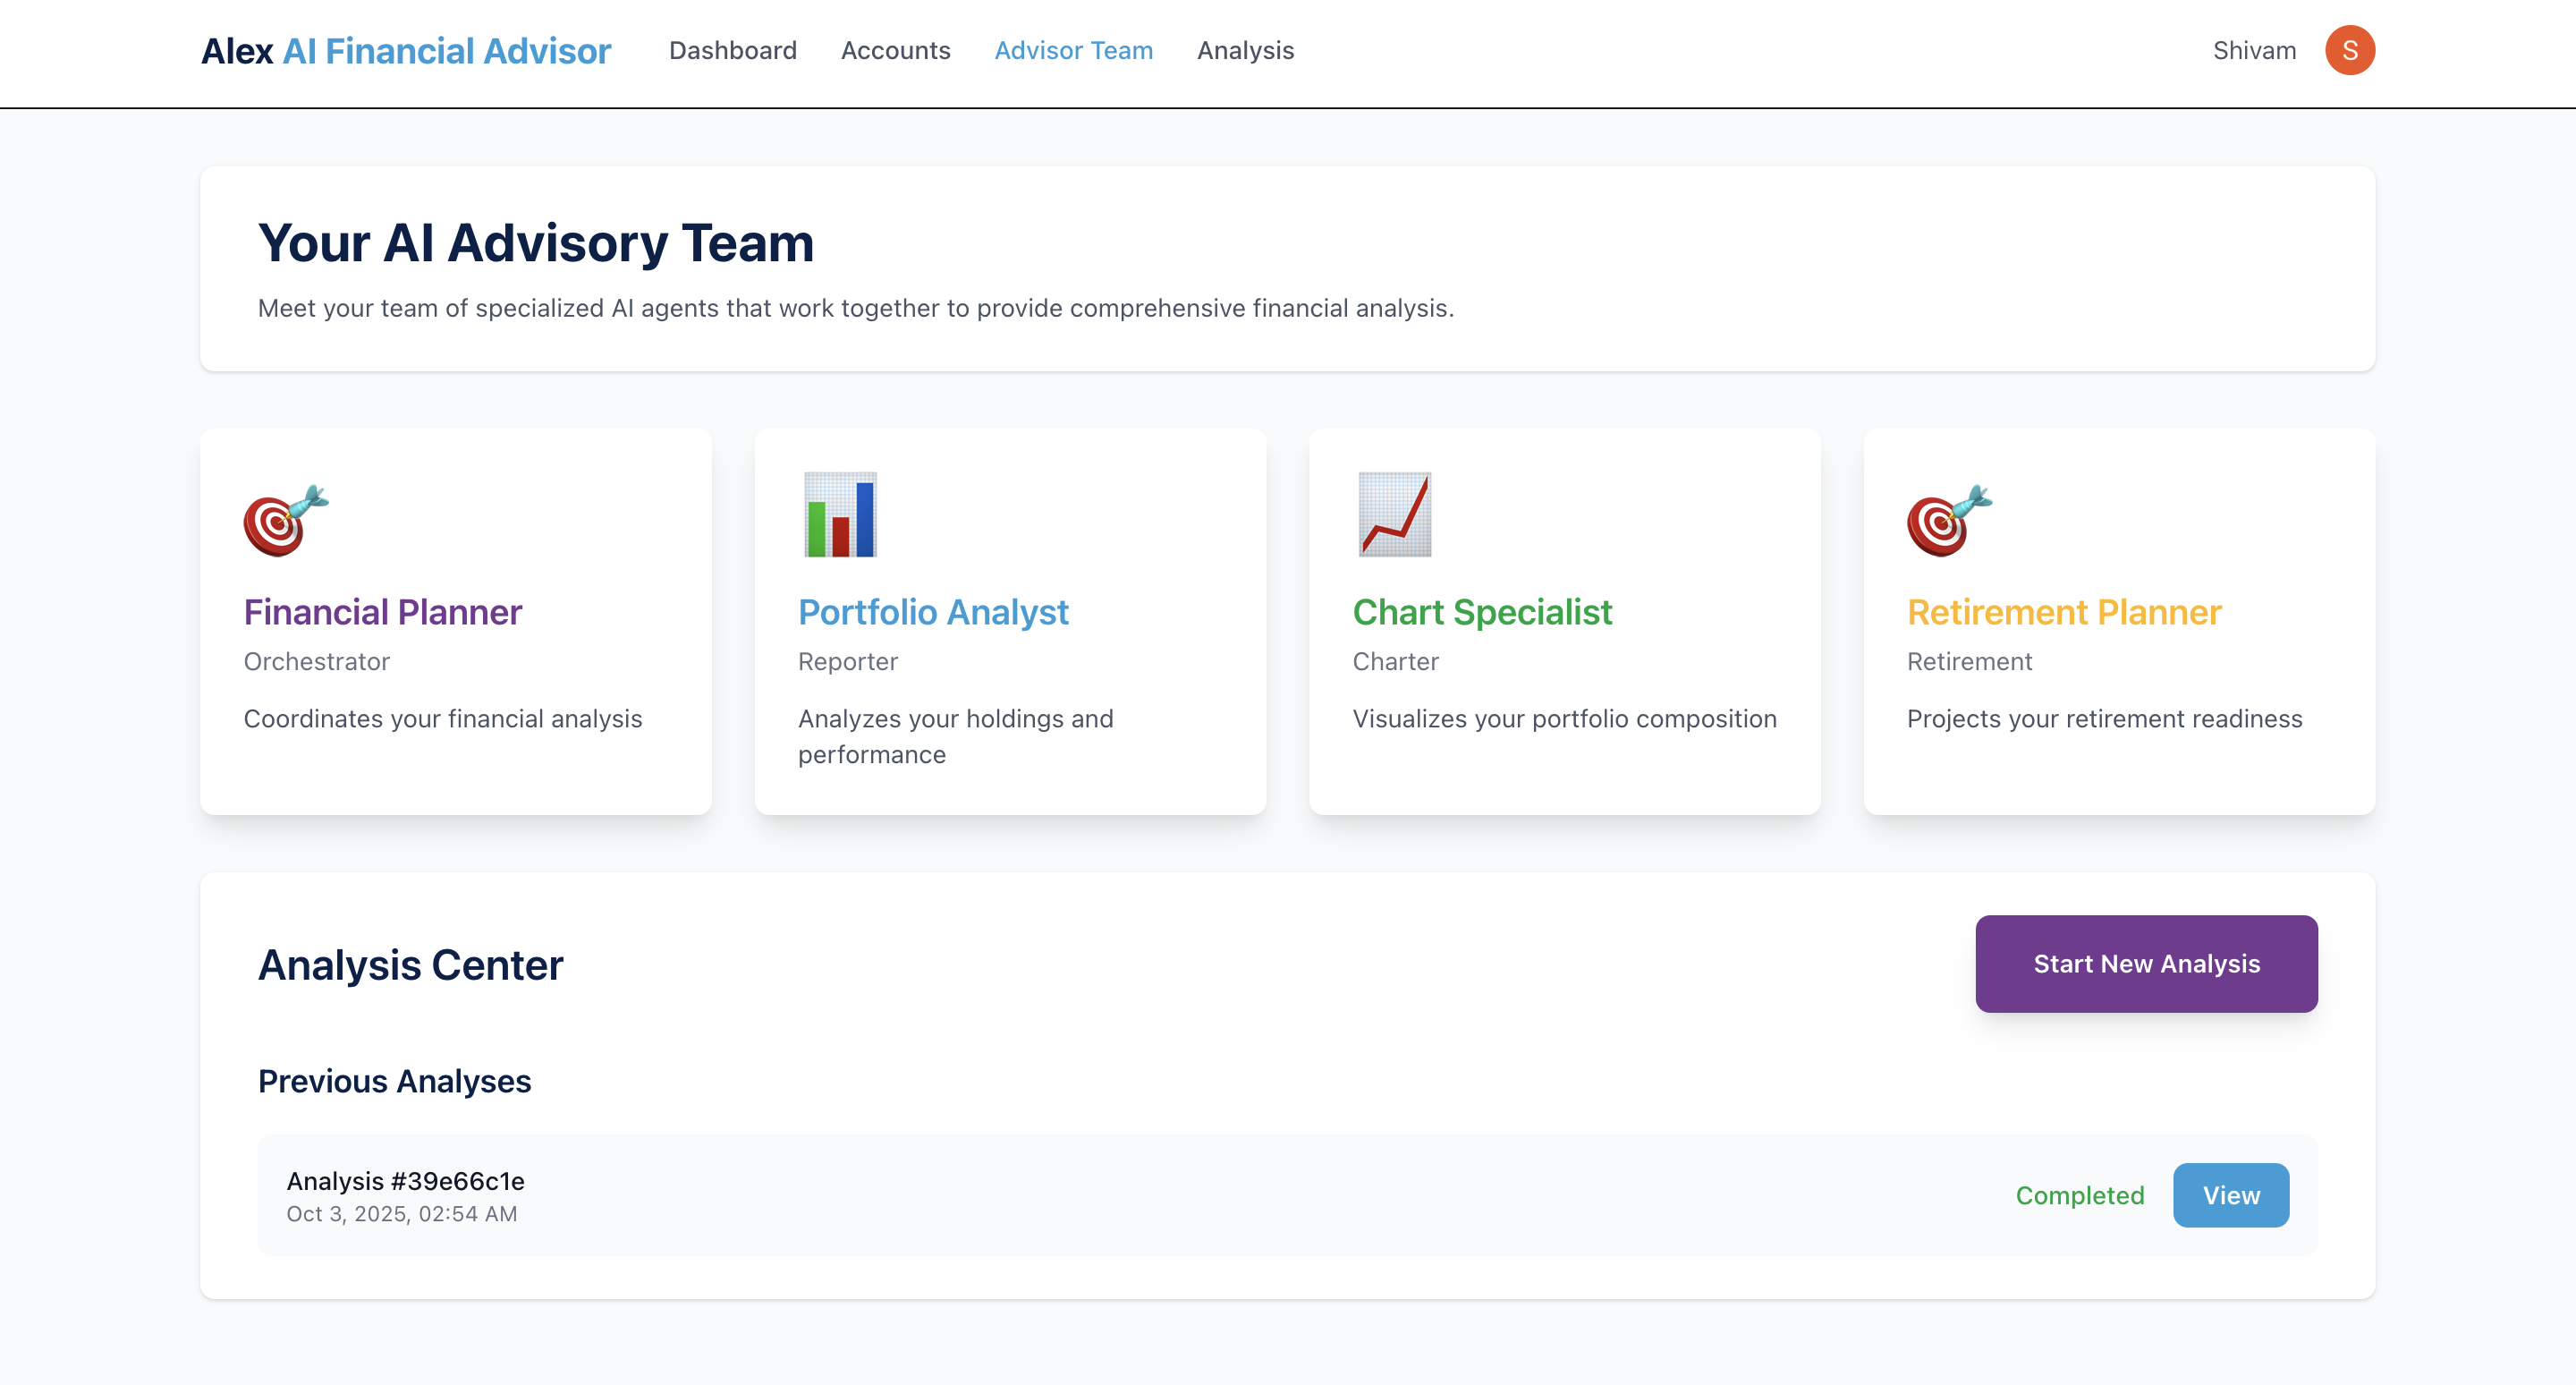 Alex AI Financial Advisor
Dashboard
Accounts
Advisor Team
Analysis
Shivam
S
Your AI Advisory Team
Meet your team of specialized AI agents that work together to provide comprehensive financial analysis.
Financial Planner
Orchestrator
Coordinates your financial analysis
Portfolio Analyst
Reporter
Analyzes your holdings and
performance
Chart Specialist
Charter
Visualizes your portfolio composition
Retirement Planner
Retirement
Projects your retirement readiness
Analysis Center
Start New Analysis
Previous Analyses
Analysis #39e66c1e
Oct 3, 2025, 02:54 AM
Completed
View